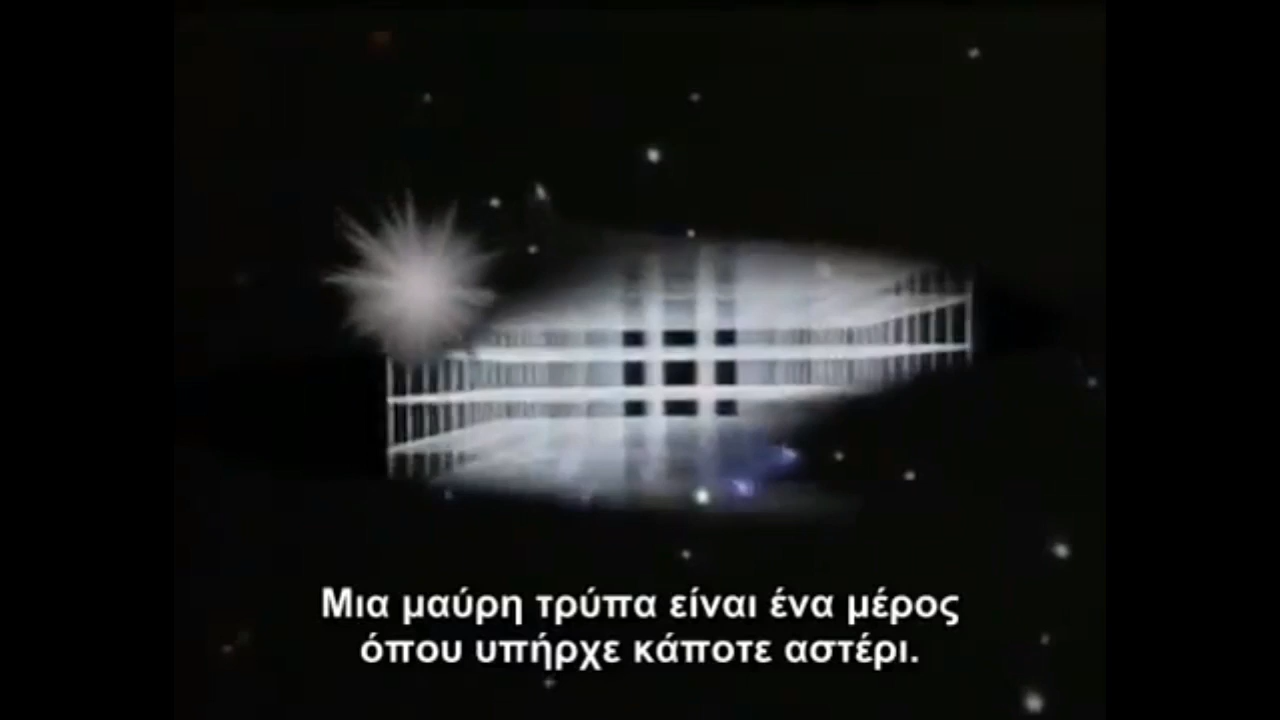 Μια μαύρη τρύπα είναι ένα μέρος
όπου υπήρχε κάποτε αστέρι.